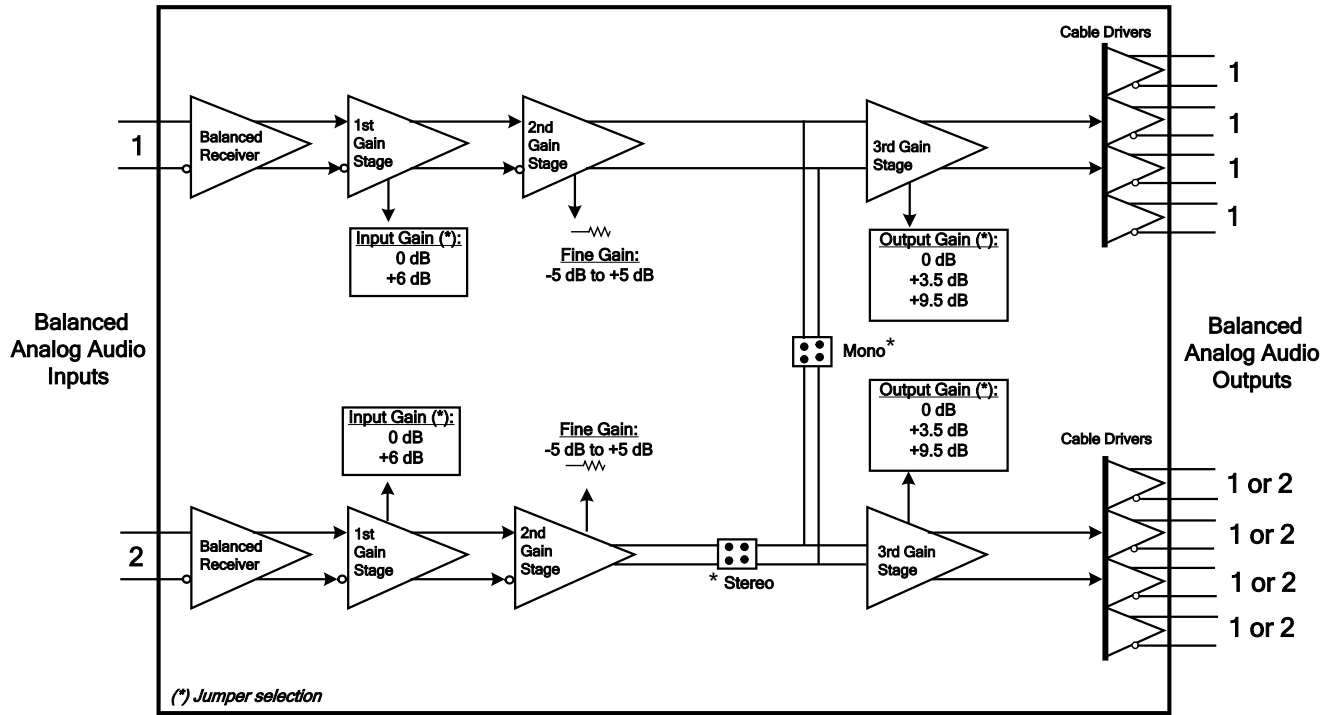 Cable Drivers
1
1
1
1
1
Balanced
Receiver
1st
Gain
Stage
2nd
Gain
Stage
3rd Gain
Stage
Input Gain (*):
0 dB
+6 dB
Fine Gain:
-5 dB to +5 dB
Output Gain (*):
0 dB
+3.5 dB
+9.5 dB
Balanced
Analog Audio
Inputs
Mono*
Balanced
Analog Audio
Outputs
Input Gain (*):
0 dB
+6 dB
Fine Gain:
-5 dB to +5 dB
Output Gain (*):
0 dB
+3.5 dB
+9.5 dB
Cable Drivers
2
Balanced
Receiver
1st
Gain
Stage
2nd
Gain
Stage
* Stereo
3rd Gain
Stage
1 or 2
1 or 2
1 or 2
1 or 2
(*) Jumper selection